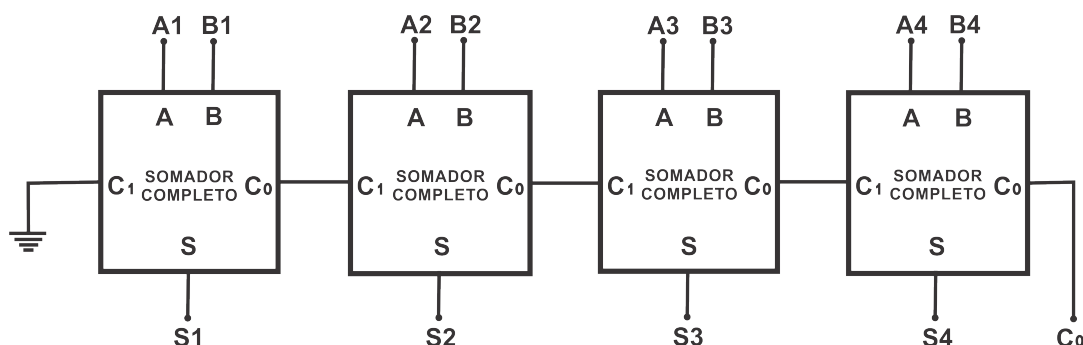 A1 B1 A2 B2 A3 B3 A4 B4
A B A B A B A B
C1 SOMADOR COMPLETO C0 C1 SOMADOR COMPLETO C0 C1 SOMADOR COMPLETO C0 C1 SOMADOR COMPLETO C0
S S S S
S1 S2 S3 S4 C0